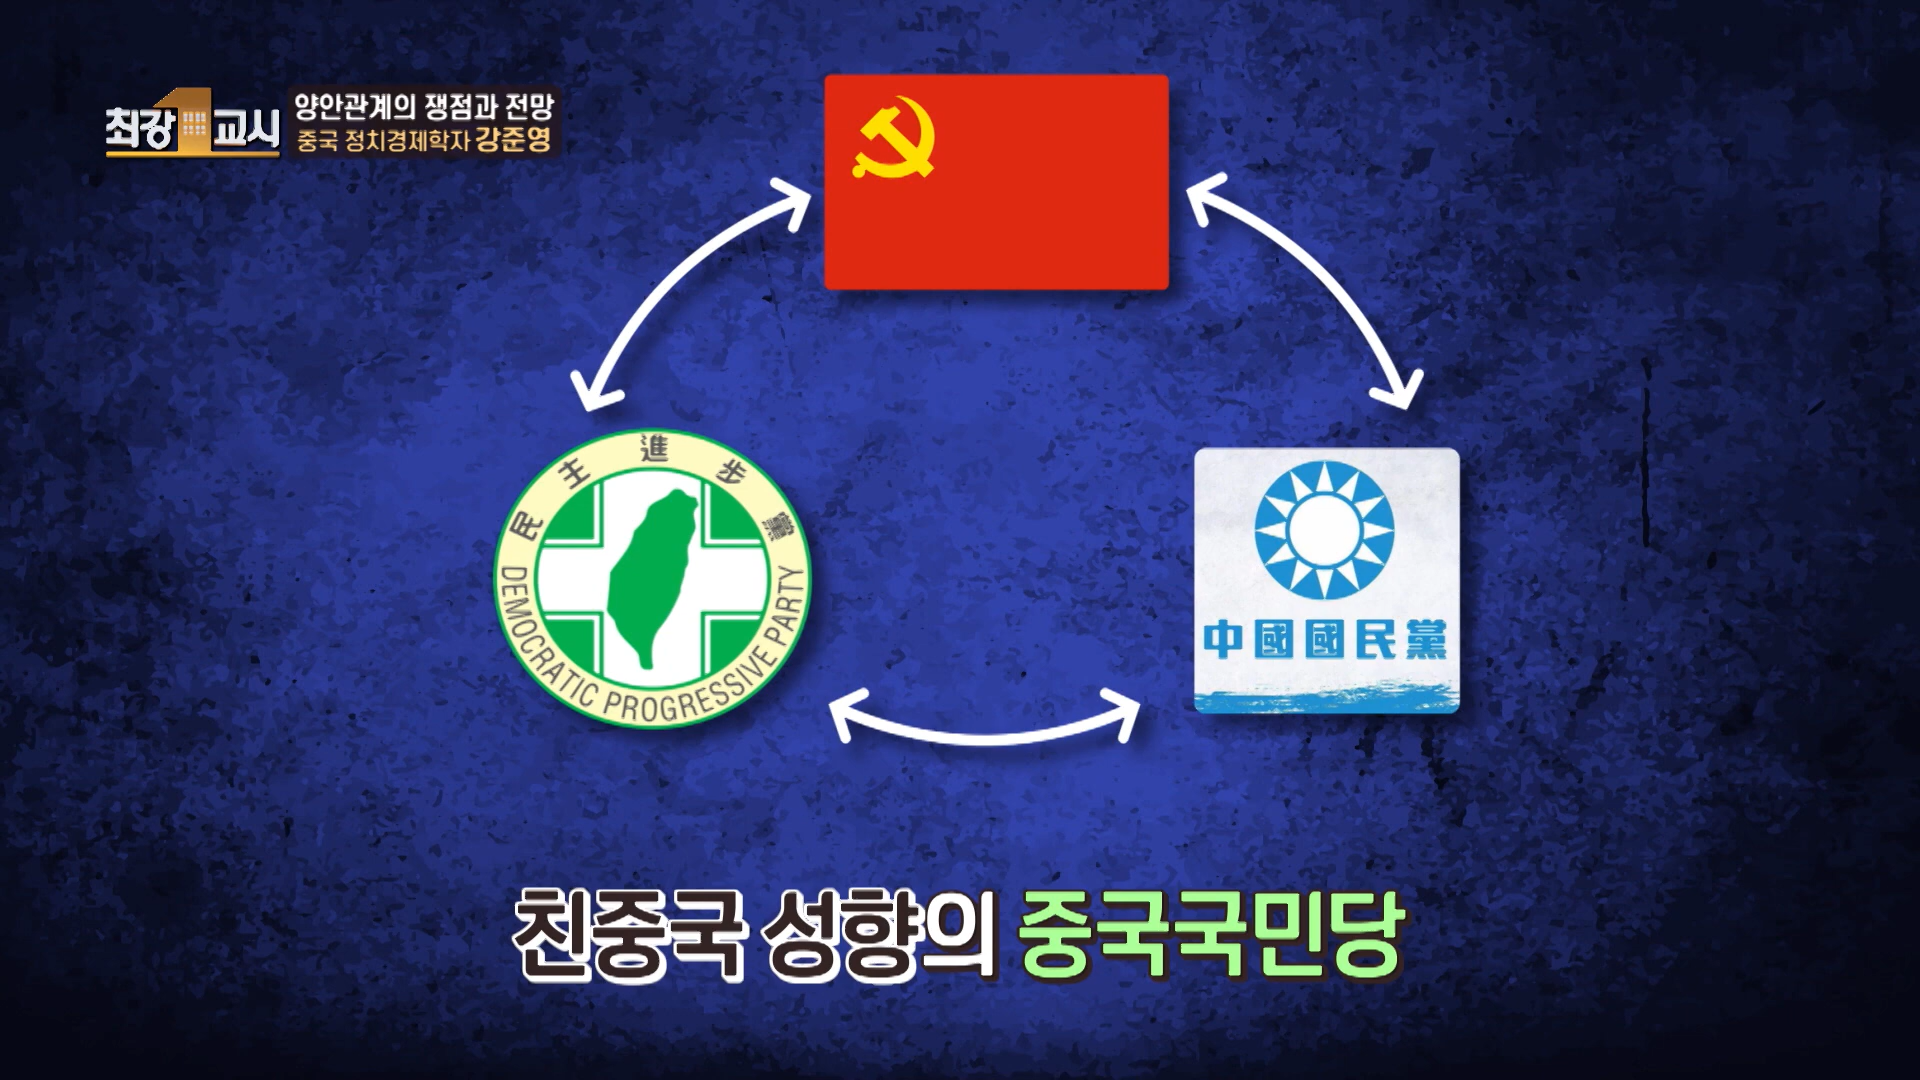 최강1교시
양안관계의 쟁점과 전망
중국 정치경제학자 강준영
民主進步黨
DEMOCRATIC PROGRESSIVE PARTY
中國國民黨
친중국 성향의 중국국민당